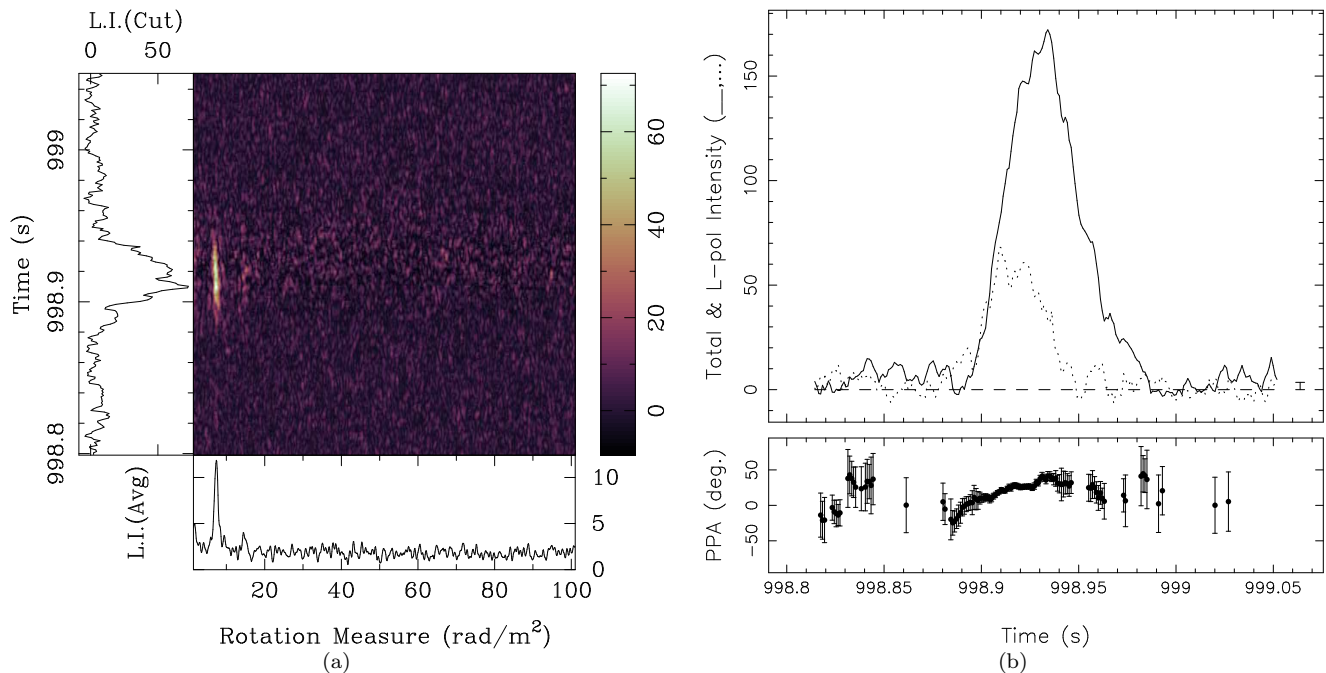 L.I.(Cut)
0 50
Time (s)
999
998.9
998.8
60
40
20
0
L.I.(Avg)
10
5
0
20 40 60 80 100
Rotation Measure (rad/m²)
(a)
Total & L-pol Intensity (__,...)
150
100
50
0
PPA (deg.)
50
0
−50
998.8 998.85 998.9 998.95 999 999.05
Time (s)
(b)